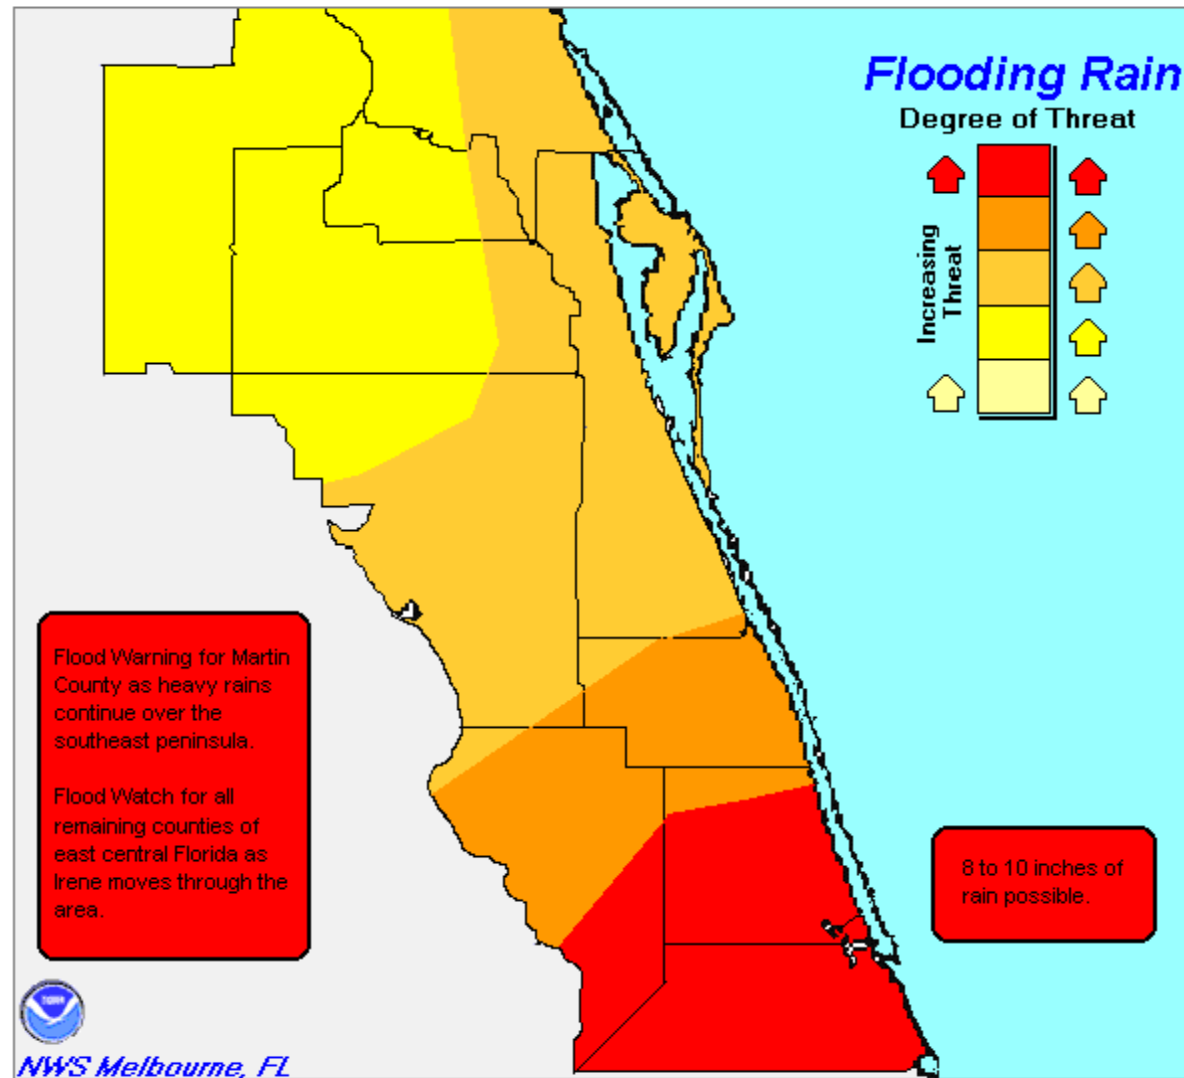 Flooding Rain
Degree of Threat
Increasing
Threat
Flood Warning for Martin
County as heavy rains
continue over the
southeast peninsula.
Flood Watch for all
remaining counties of
east central Florida as
Irene moves through the
area.
8 to 10 inches of
rain possible.
NWS Melbourne, FL